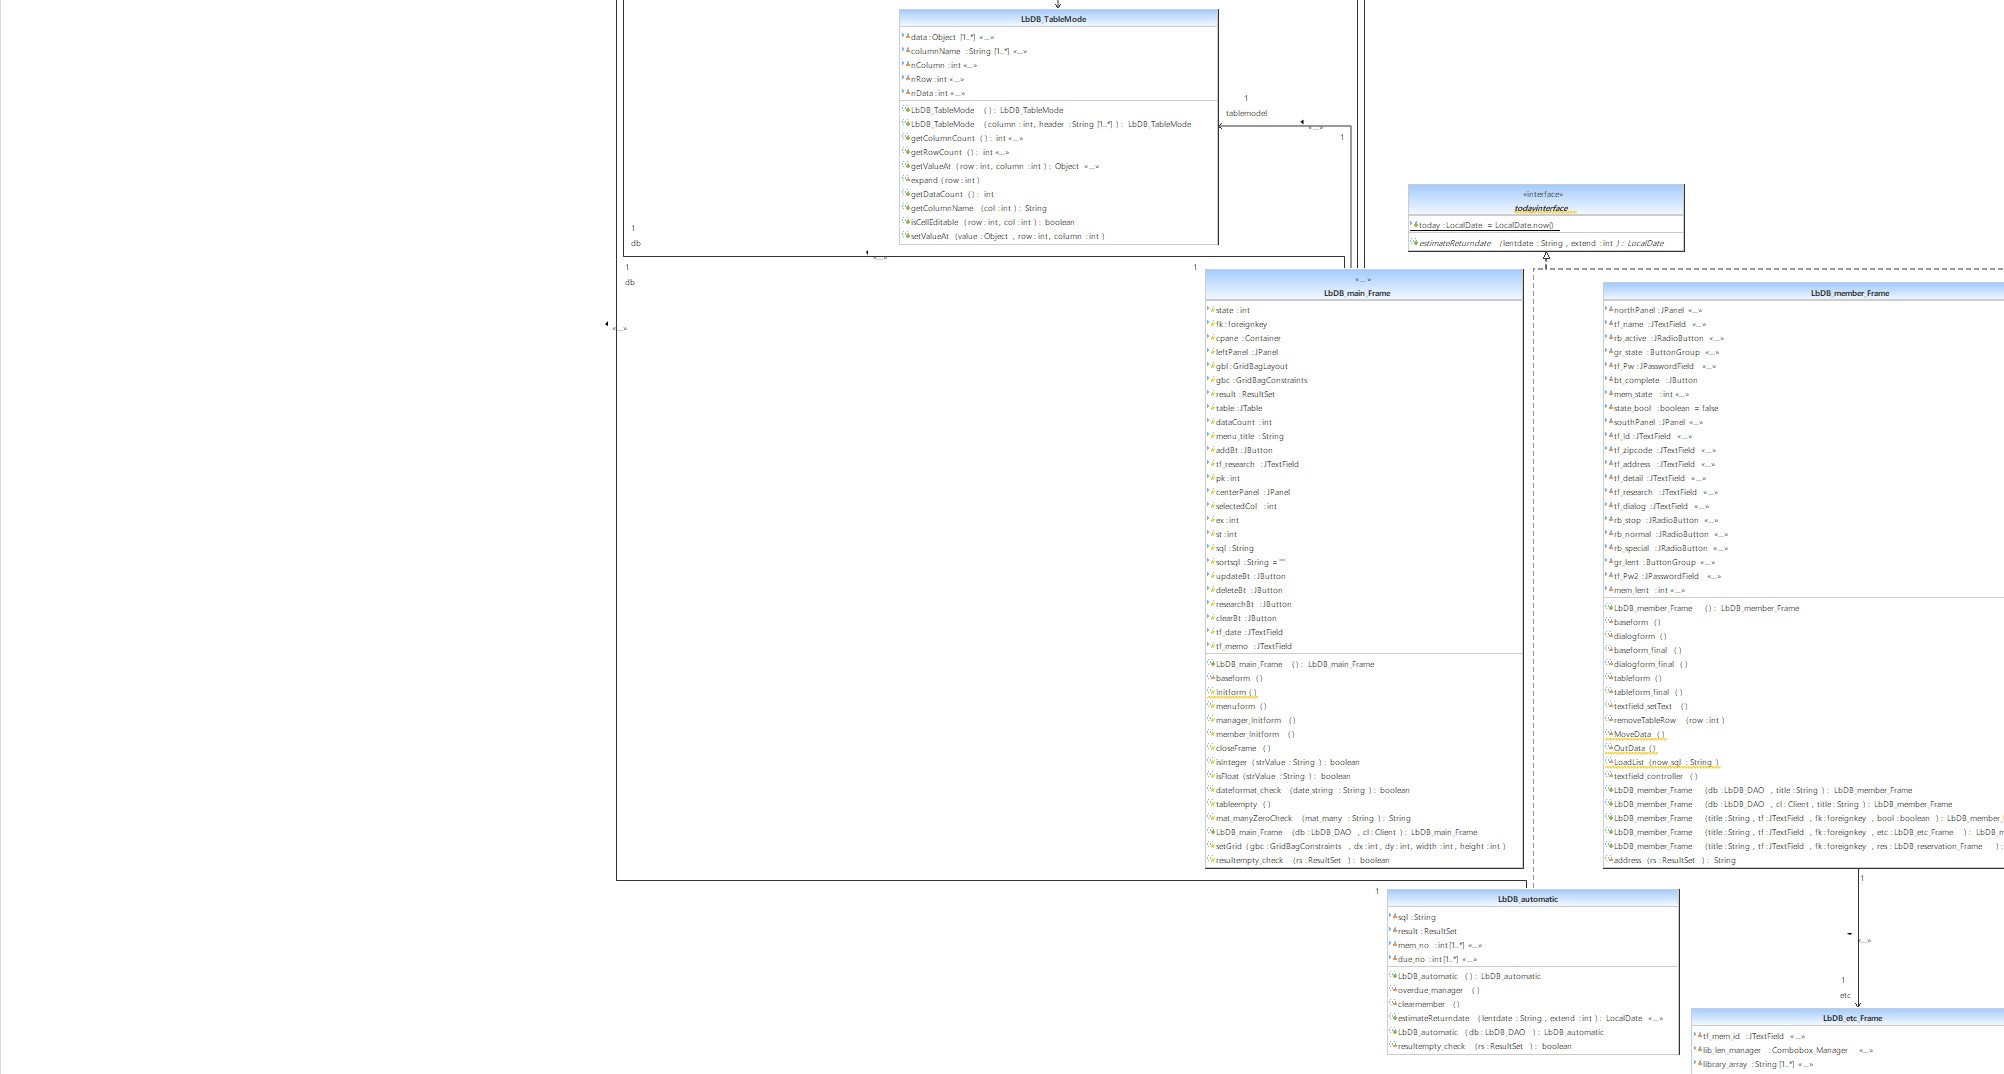 LbDB_TableMode
data : Object [1..*] «...»
columnName : String [1..*] «...»
nColumn : int «...»
nRow : int «...»
nData : int «...»
LbDB_TableMode ( ) : LbDB_TableMode
LbDB_TableMode ( column : int, header : String [1..*] ) : LbDB_TableMode
getColumnCount ( ) : int «...»
getRowCount ( ) : int «...»
getValueAt ( row : int, column : int ) : Object «...»
expand ( row : int )
getDataCount ( ) : int
getColumnName ( col : int ) : String
isCellEditable ( row : int, col : int ) : boolean
setValueAt ( value : Object , row : int, column : int )
1
tablemodel
«...»
1
«interface»
todayinterface
today : LocalDate = LocalDate.now()
estimateReturndate ( lentdate : String , extend : int ) : LocalDate
1
db
«...»
1
db
«...»
1
«...»
LbDB_main_Frame
state : int
fk : foreignkey
cpane : Container
leftPanel : JPanel
gbl : GridBagLayout
gbc : GridBagConstraints
result : ResultSet
table : JTable
dataCount : int
menu_title : String
addBt : JButton
tf_research : JTextField
pk : int
centerPanel : JPanel
selectedCol : int
ex : int
st : int
sql : String
sortsql : String = ""
updateBt : JButton
deleteBt : JButton
researchBt : JButton
clearBt : JButton
tf_date : JTextField
tf_memo : JTextField
LbDB_main_Frame ( ) : LbDB_main_Frame
baseform ( )
Initform ( )
menuform ( )
manager_Initform ( )
member_Initform ( )
closeFrame ( )
isInteger ( strValue : String ) : boolean
isFloat ( strValue : String ) : boolean
dateformat_check ( date_string : String ) : boolean
tableempty ( )
mat_manyZeroCheck ( mat_many : String ) : String
LbDB_main_Frame ( db : LbDB_DAO , cl : Client ) : LbDB_main_Frame
setGrid ( gbc : GridBagConstraints , dx : int, dy : int, width : int, height : int )
resultempty_check ( rs : ResultSet ) : boolean
LbDB_member_Frame
northPanel : JPanel «...»
tf_name : JTextField «...»
rb_active : JRadioButton «...»
gr_state : ButtonGroup «...»
tf_Pw : JPasswordField «...»
bt_complete : JButton
mem_state : int «...»
state_bool : boolean = false
southPanel : JPanel «...»
tf_Id : JTextField «...»
tf_zipcode : JTextField «...»
tf_address : JTextField «...»
tf_detail : JTextField «...»
tf_research : JTextField «...»
tf_dialog : JTextField «...»
rb_stop : JRadioButton «...»
rb_normal : JRadioButton «...»
rb_special : JRadioButton «...»
gr_lent : ButtonGroup «...»
tf_Pw2 : JPasswordField «...»
mem_lent : int «...»
LbDB_member_Frame ( ) : LbDB_member_Frame
baseform ( )
dialogform ( )
baseform_final ( )
dialogform_final ( )
tableform ( )
tableform_final ( )
textfield_setText ( )
removeTableRow ( row : int )
MoveData ( )
OutData ( )
LoadList ( now_sql : String )
textfield_controller ( )
LbDB_member_Frame ( db : LbDB_DAO , title : String ) : LbDB_member_Frame
LbDB_member_Frame ( db : LbDB_DAO , cl : Client , title : String ) : LbDB_member_Frame
LbDB_member_Frame ( title : String , tf : JTextField , fk : foreignkey , bool : boolean ) : LbDB_member_
LbDB_member_Frame ( title : String , tf : JTextField , fk : foreignkey , etc : LbDB_etc_Frame ) : LbDB_m
LbDB_member_Frame ( title : String , tf : JTextField , fk : foreignkey , res : LbDB_reservation_Frame ) :
address ( rs : ResultSet ) : String
1
LbDB_automatic
sql : String
result : ResultSet
mem_no : int [1..*] «...»
due_no : int [1..*] «...»
LbDB_automatic ( ) : LbDB_automatic
overdue_manager ( )
clearmember ( )
estimateReturndate ( lentdate : String , extend : int ) : LocalDate «...»
LbDB_automatic ( db : LbDB_DAO ) : LbDB_automatic
resultempty_check ( rs : ResultSet ) : boolean
1
«...»
1
etc
LbDB_etc_Frame
tf_mem_id : JTextField «...»
lib_len_manager : Combobox_Manager «...»
library_array : String [1..*] «...»